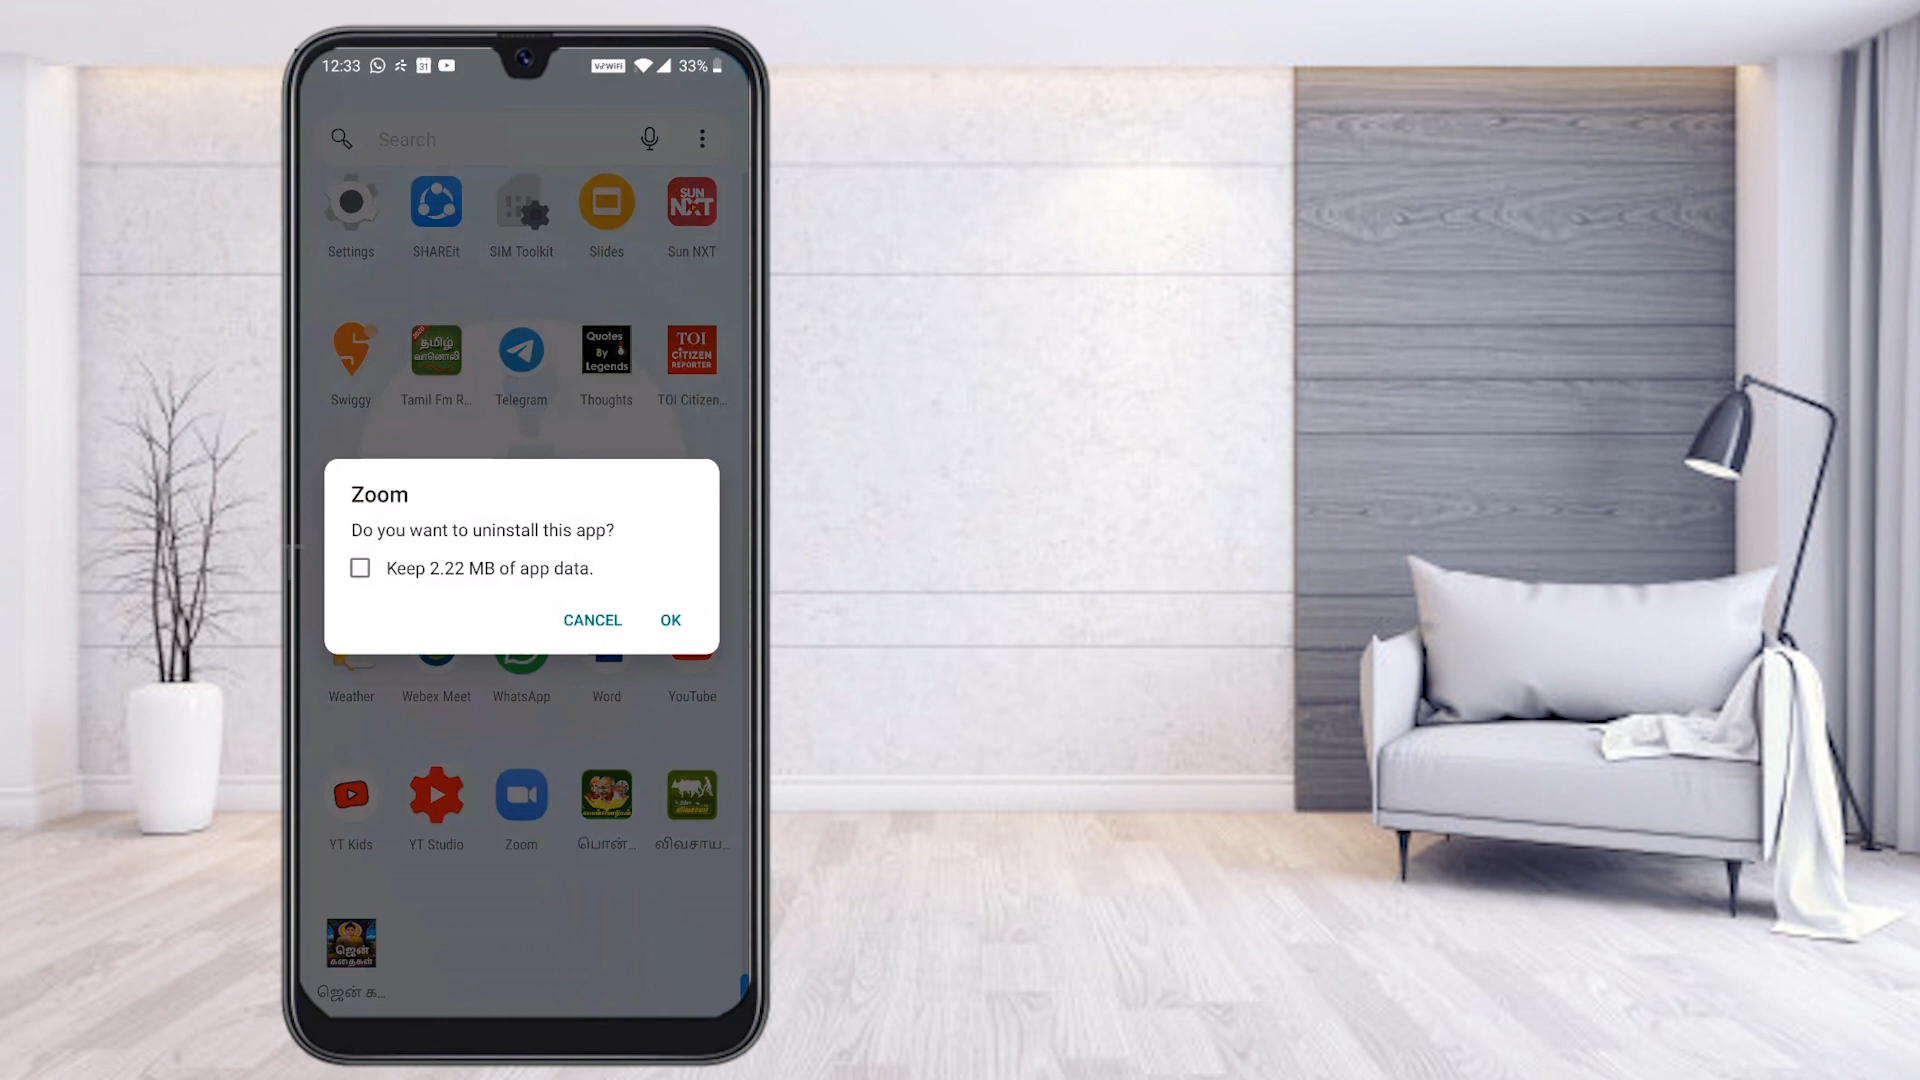 12:33
31
VoWiFi
33%
Search
SUN
NXT
Settings
SHAREit
SIM Toolkit
Slides
Sun NXT
2020
தமிழ்
வானொலி
Quotes
By
Legends
TOI
CITIZEN
REPORTER
Swiggy
Tamil Fm R...
Telegram
Thoughts
TOI Citizen...
Zoom
Do you want to uninstall this app?
Keep 2.22 MB of app data.
CANCEL
OK
Weather
Webex Meet
WhatsApp
Word
YouTube
YT Kids
YT Studio
Zoom
பொன்...
விவசாய...
ஜென்
கதைகள்
ஜென் க...